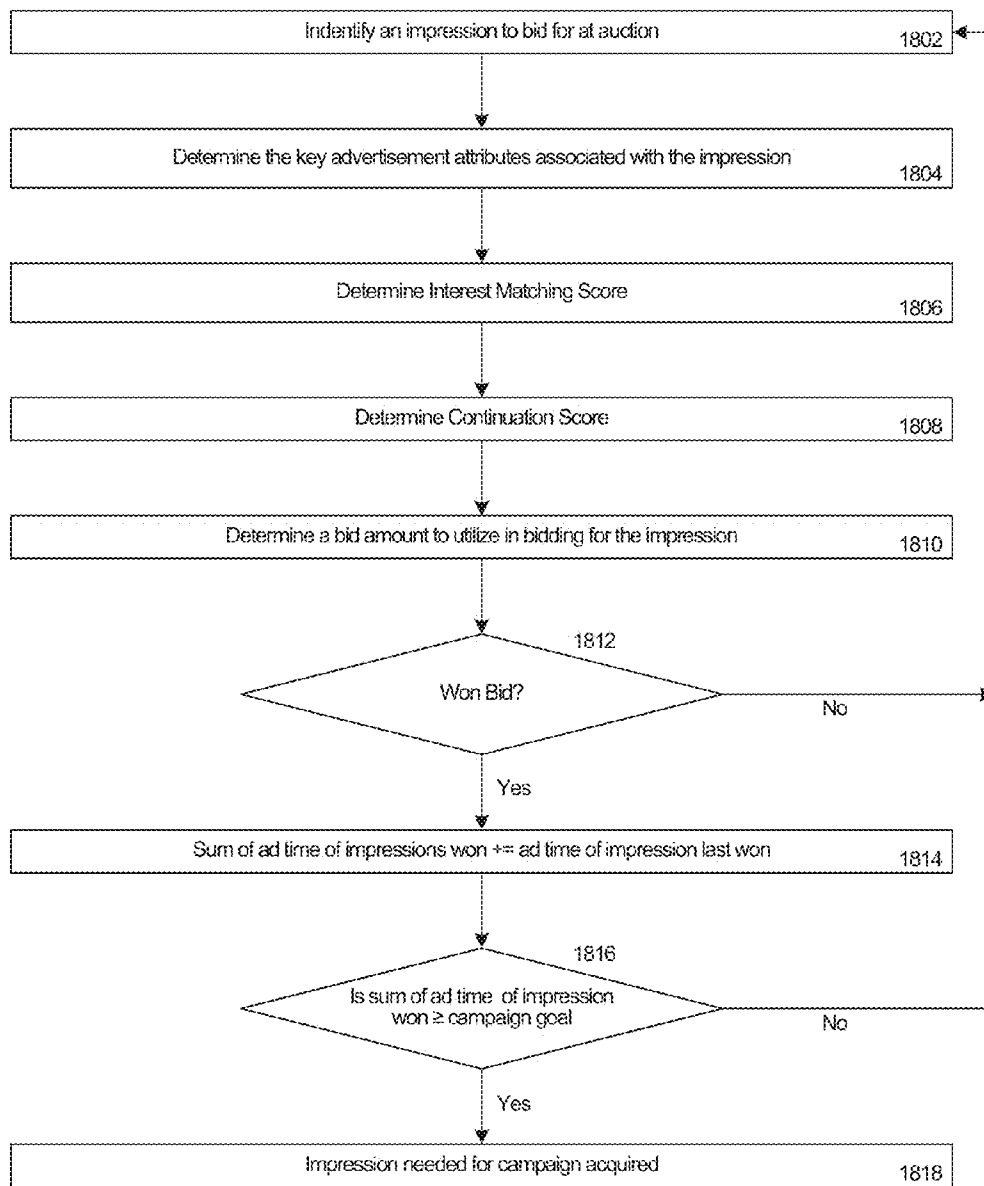 Indentify an impression to bid for at auction
1802
Determine the key advertisement attributes associated with the impression
1804
Determine Interest Matching Score
1806
Determine Continuation Score
1808
Determine a bid amount to utilize in bidding for the impression
1810
1812
Won Bid?
No
Yes
Sum of ad time of impressions won += ad time of impression last won
1814
1816
Is sum of ad time of impression
won ≥ campaign goal
No
Yes
Impression needed for campaign acquired
1818